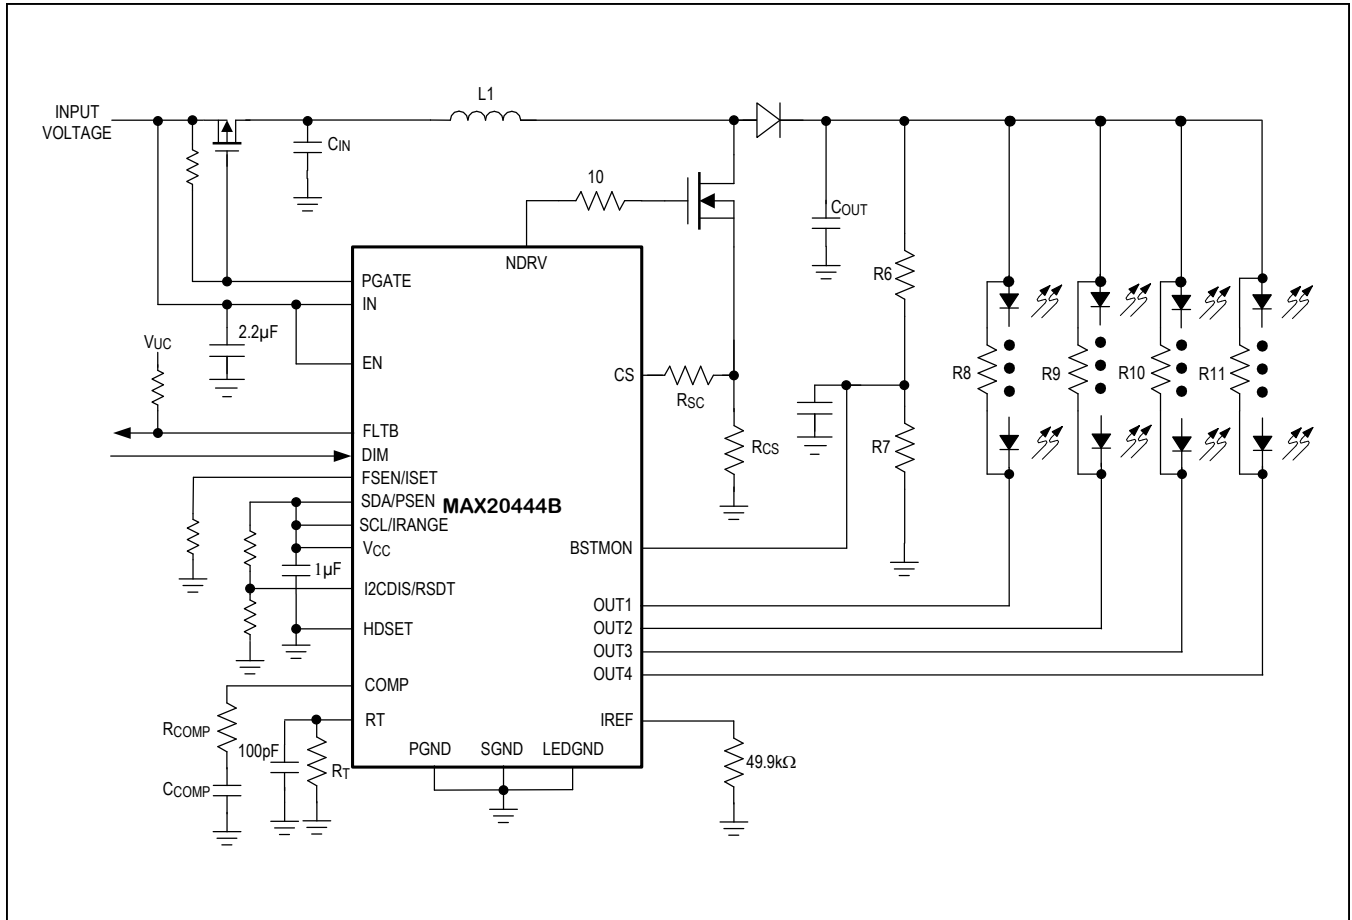 L1
INPUT
VOLTAGE
CIN
10
COUT
NDRV
R6
PGATE
IN
2.2µF
VUC
EN
CS
RSC
R8
R9
R10
R11
FLTB
DIM
RCS
R7
FSEN/ISET
SDA/PSEN
MAX20444B
SCL/IRANGE
VCC
BSTMON
1µF
I2CDIS/RSDT
OUT1
HDSET
OUT2
OUT3
OUT4
COMP
RT
IREF
RCOMP
100pF
RT
PGND
SGND
LEDGND
49.9kΩ
CCOMP